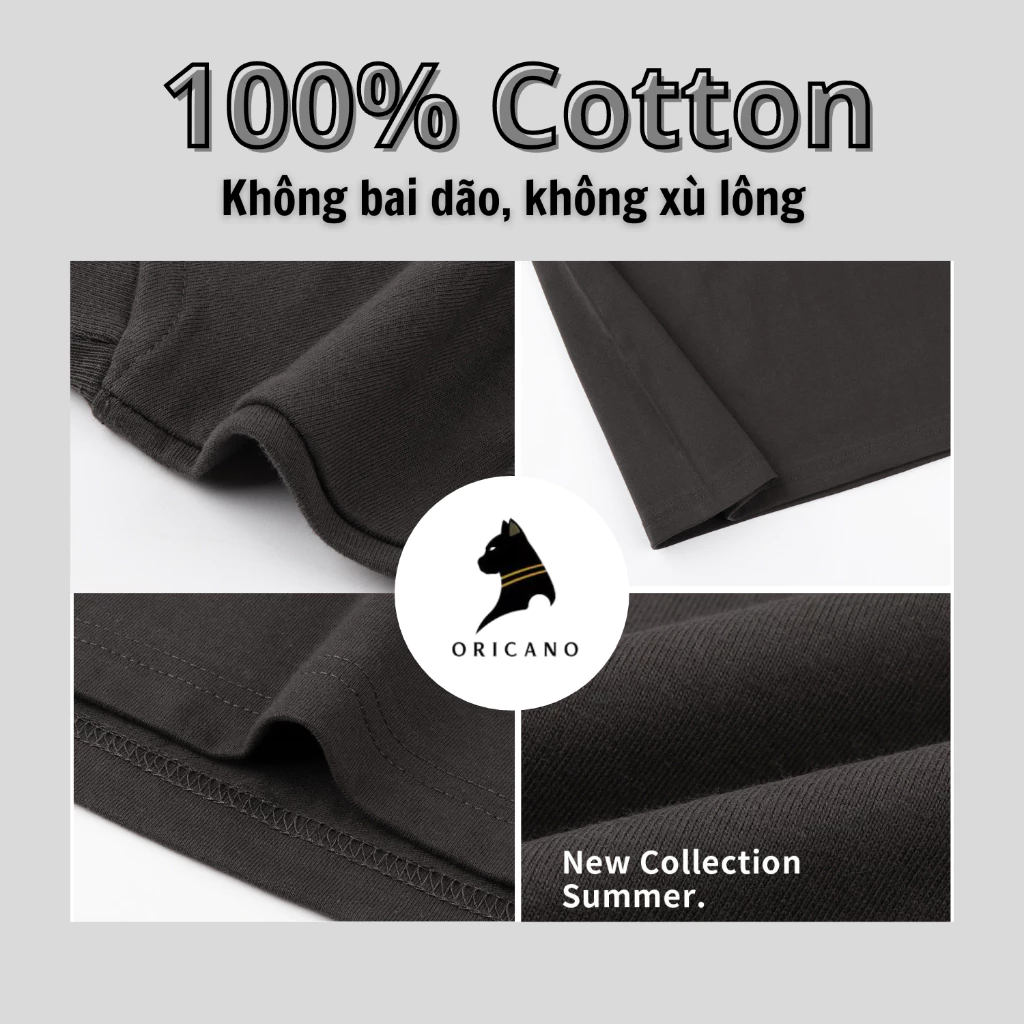 100% Cotton
Không bai dão, không xù lông
ORICANO
New Collection
Summer.